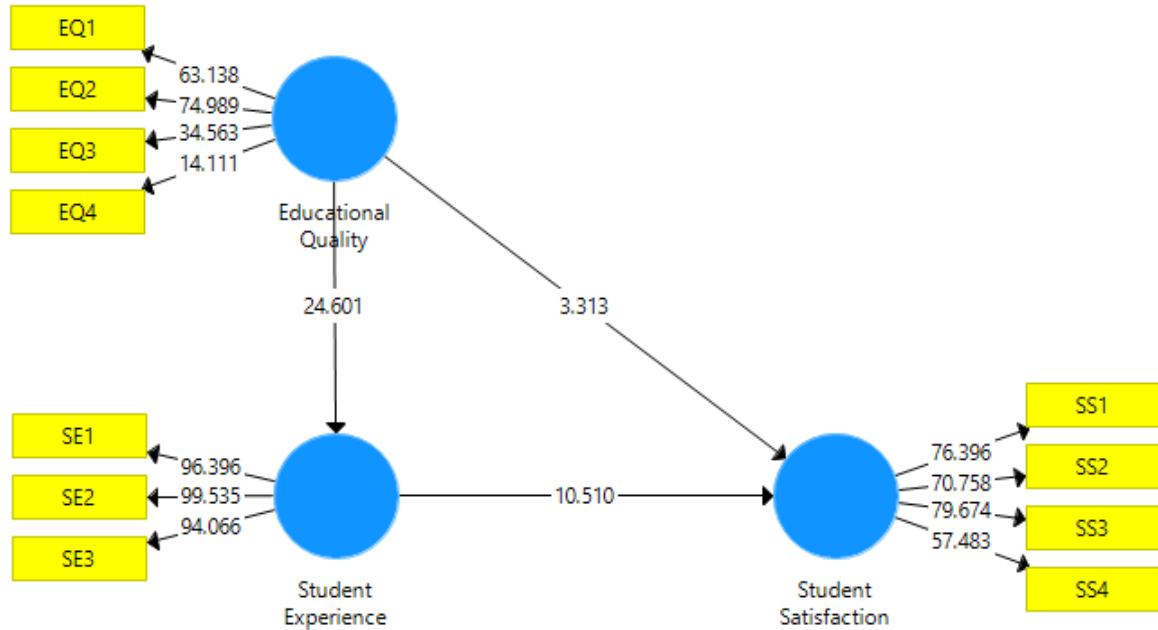 EQ1
63.138
EQ2
74.989
EQ3
34.563
14.111
EQ4
Educational
Quality
24.601
3.313
SE1
96.396
SE2
99.535
94.066
SE3
10.510
SS1
76.396
SS2
70.758
79.674
SS3
57.483
SS4
Student
Experience
Student
Satisfaction